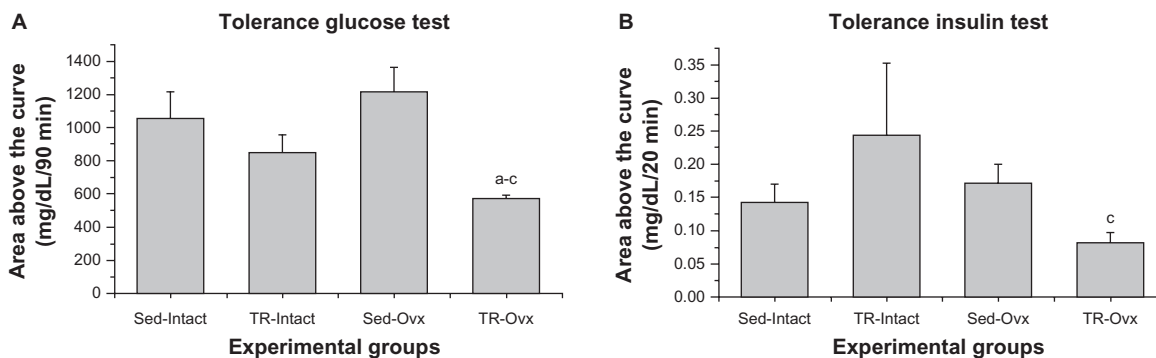 A
Tolerance glucose test
Area above the curve
(mg/dL/90 min)
1400
1200
1000
800
600
400
200
0
a-c
Sed-Intact
TR-Intact
Sed-Ovx
TR-Ovx
Experimental groups
B
Tolerance insulin test
Area above the curve
(mg/dL/20 min)
0.35
0.30
0.25
0.20
0.15
0.10
0.05
0.00
c
Sed-Intact
TR-Intact
Sed-Ovx
TR-Ovx
Experimental groups